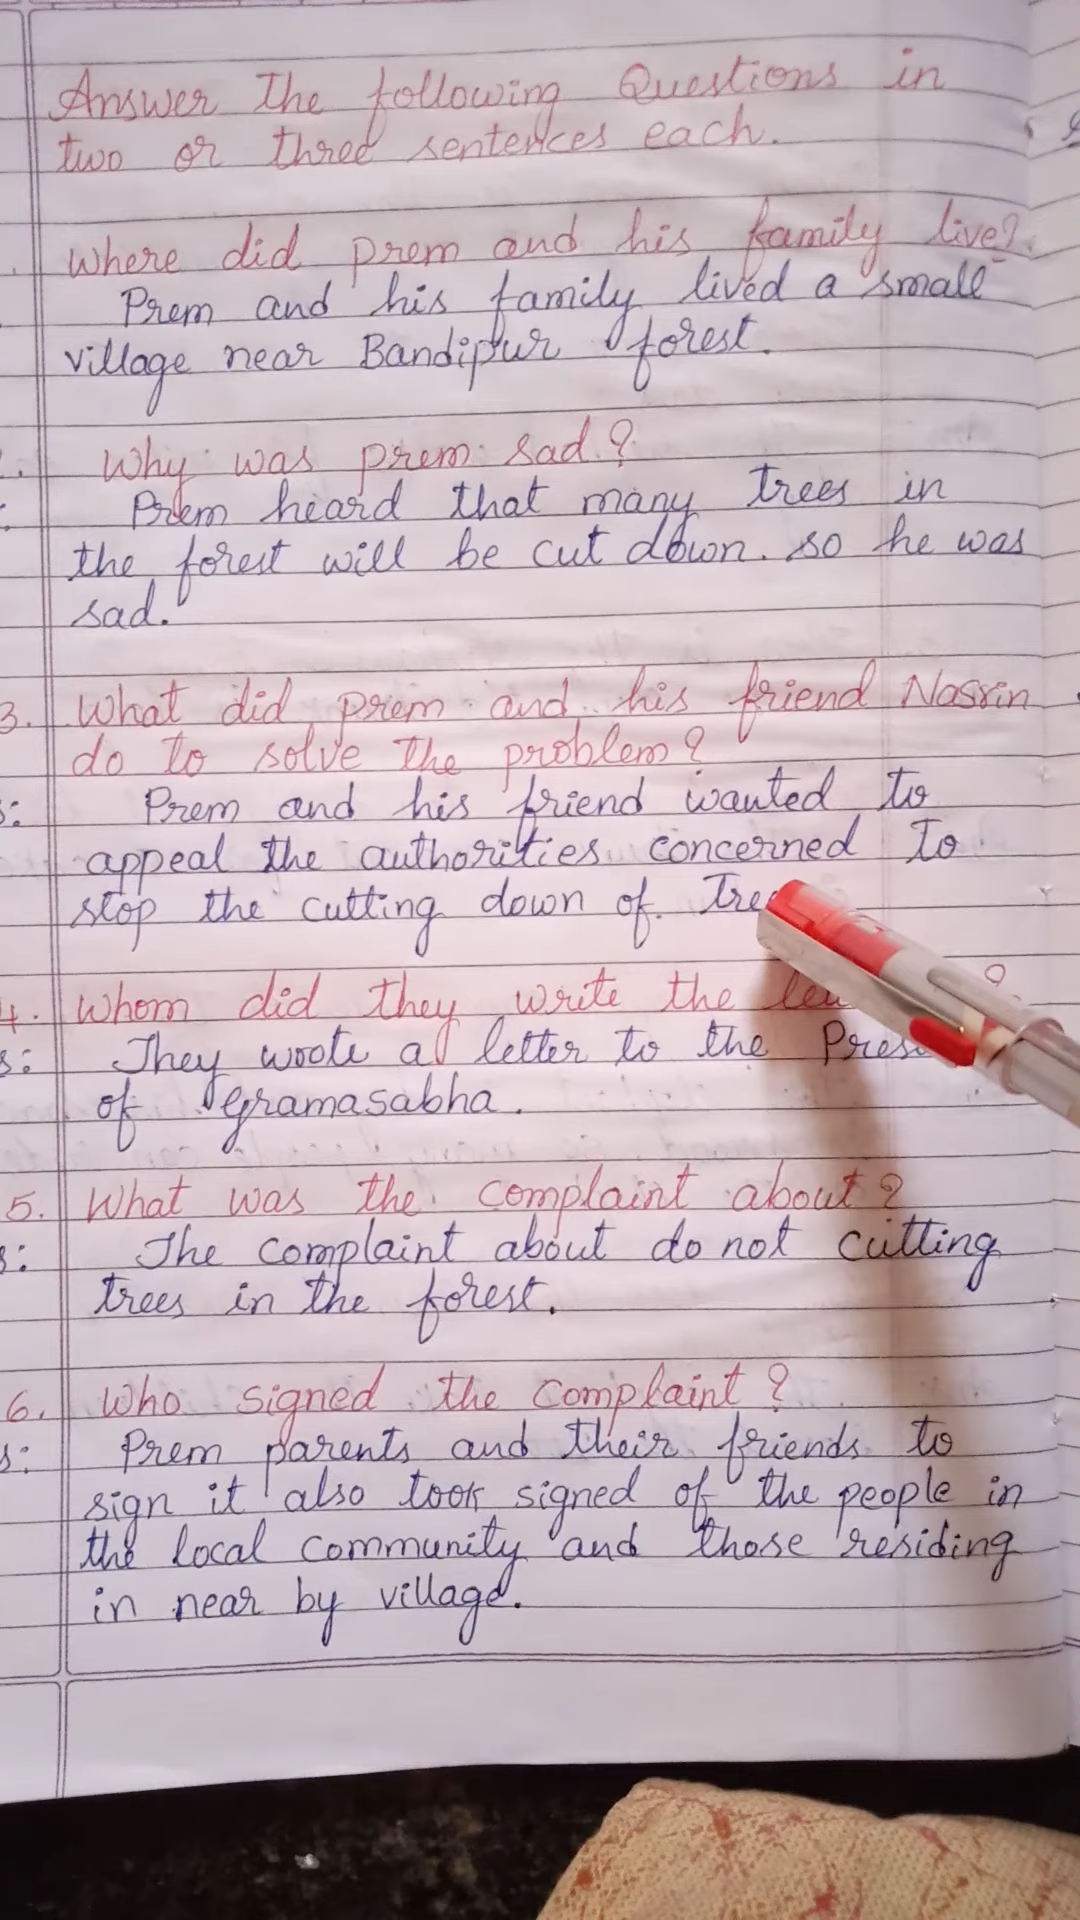 Answer The following Questions in
two or three sentences each.
Where did prem and his family live?
Prem and his family lived a small
village near Bandipur forest.
Why was prem sad?
Prem heard that many trees in
the forest will be cut down. so he was
sad.
3. What did prem and his friend Nasrin
do to solve the problem?
s: Prem and his friend wanted to
appeal the authorities concerned To
stop the cutting down of Tre
4. Whom did they write the ?
s: They wrote a letter to the
of gramasabha.
5. What was the complaint about?
s: The complaint about do not cutting
trees in the forest.
6. Who signed the complaint?
s: Prem parents and their friends to
sign it also took signed of the people in
the local community and those residing
in near by village.